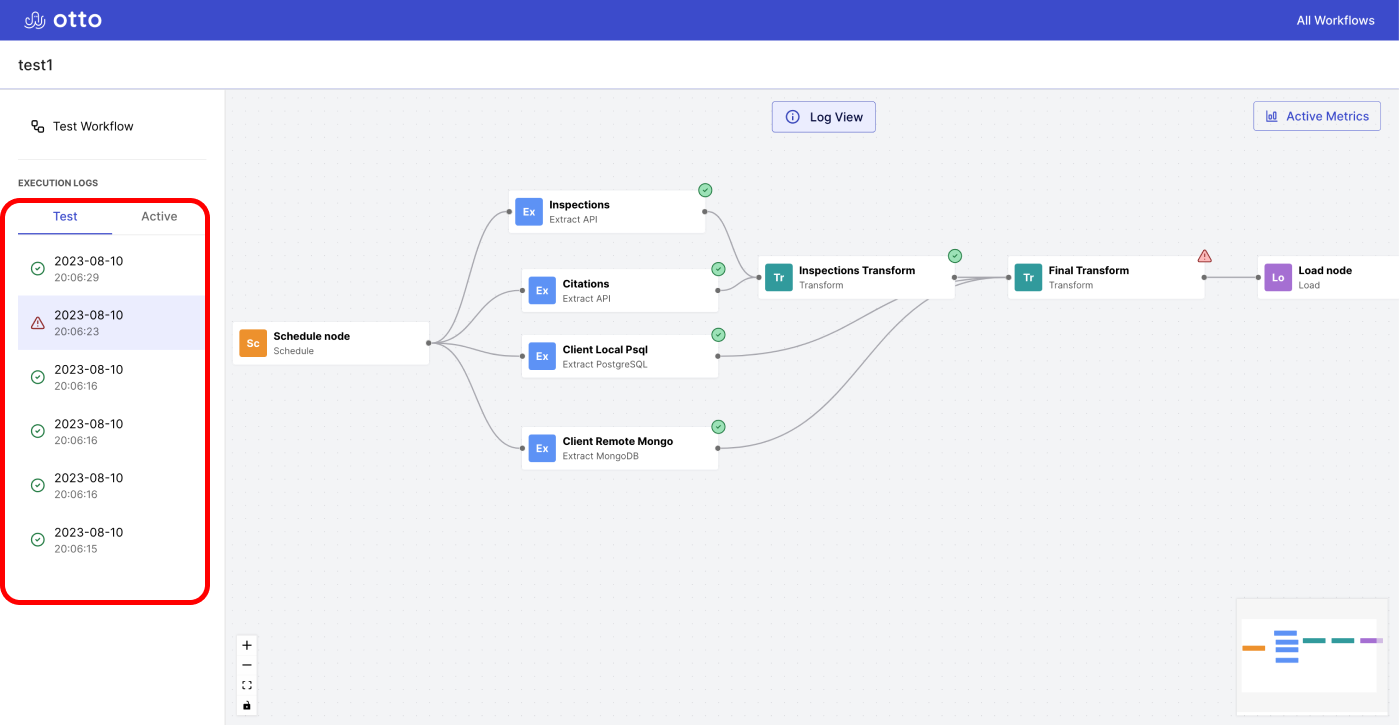 otto
All Workflows
test1
Test Workflow
EXECUTION LOGS
Test
Active
2023-08-10
20:06:29
2023-08-10
20:06:23
2023-08-10
20:06:16
2023-08-10
20:06:16
2023-08-10
20:06:16
2023-08-10
20:06:15
Log View
Active Metrics
Sc
Schedule node
Schedule
Ex
Inspections
Extract API
Ex
Citations
Extract API
Ex
Client Local Psql
Extract PostgreSQL
Ex
Client Remote Mongo
Extract MongoDB
Tr
Inspections Transform
Transform
Tr
Final Transform
Transform
Lo
Load node
Load